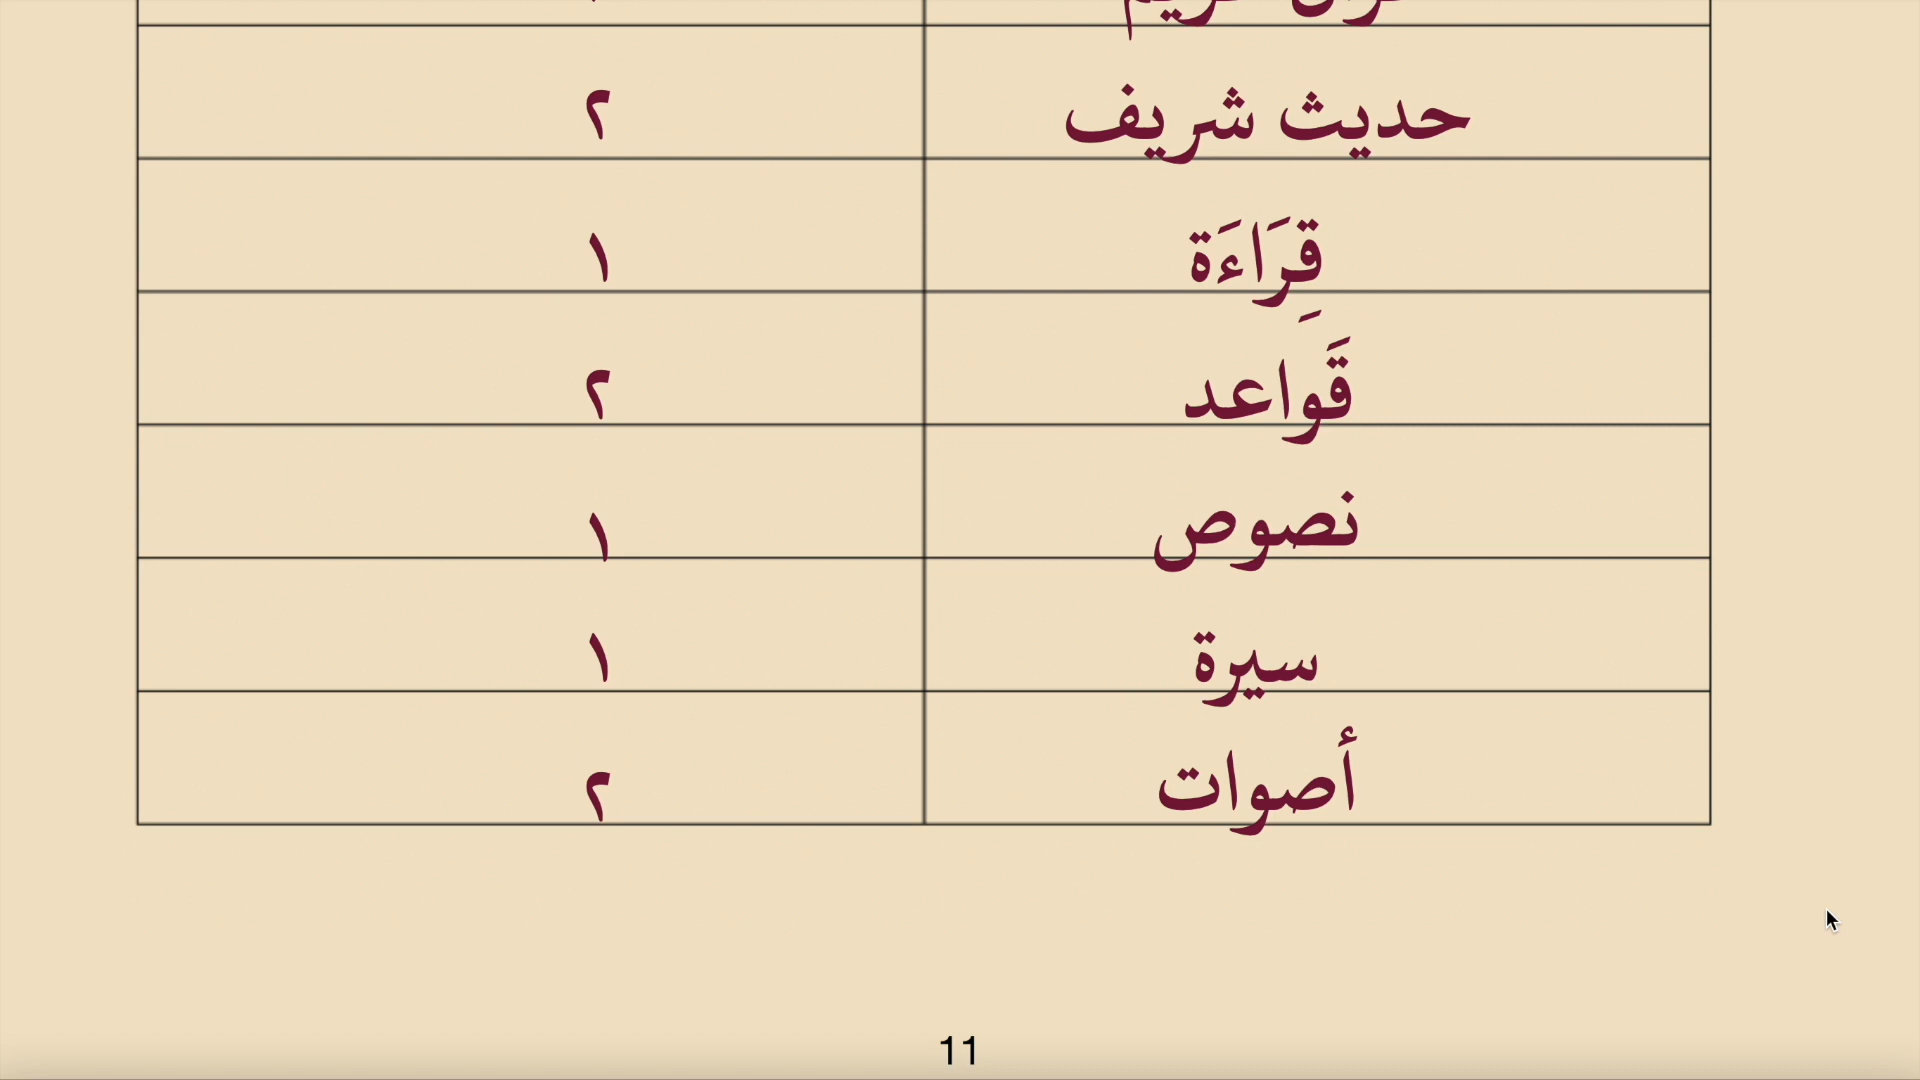 حديث شريف ٢
قِرَاءَة ١
قَواعد ٢
نصوص ١
سيرة ١
أصوات ٢
11